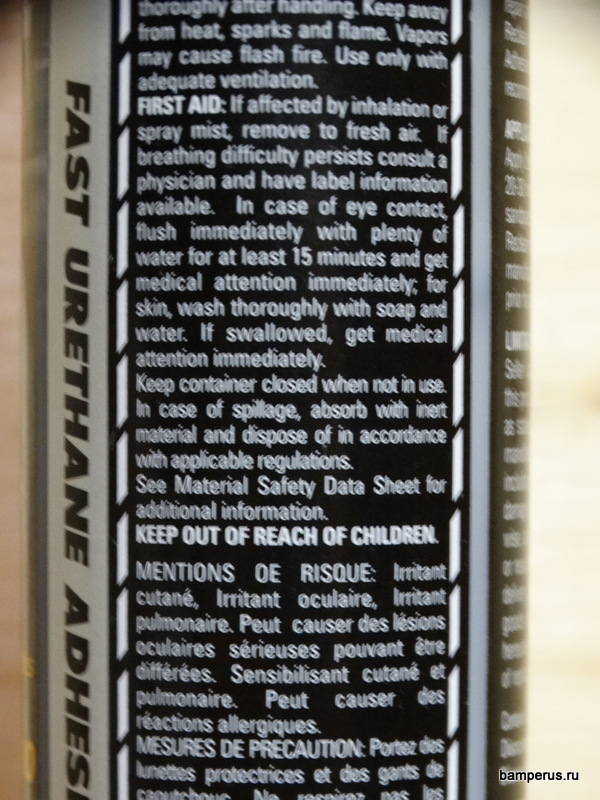 thoroughly after handling. Keep away
from heat, sparks and flame. Vapors
may cause flash fire. Use only with
adequate ventilation.
FIRST AID: If affected by inhalation or
spray mist, remove to fresh air. If
breathing difficulty persists consult a
physician and have label information
available. In case of eye contact,
flush immediately with plenty of
water for at least 15 minutes and get
medical attention immediately; for
skin, wash thoroughly with soap and
water. If swallowed, get medical
attention immediately.
Keep container closed when not in use.
In case of spillage, absorb with inert
material and dispose of in accordance
with applicable regulations.
See Material Safety Data Sheet for
additional information.
KEEP OUT OF REACH OF CHILDREN.
MENTIONS DE RISQUE: Irritant
cutané, Irritant oculaire, Irritant
pulmonaire. Peut causer des lésions
oculaires sérieuses pouvant être
différées. Sensibilisant cutané et
pulmonaire. Peut causer des
réactions allergiques.
MESURES DE PRECAUTION: Portez des
lunettes protectrices et des gants de
caoutchouc. Ne respirez pas les
FAST URETHANE ADHES
bamperus.ru